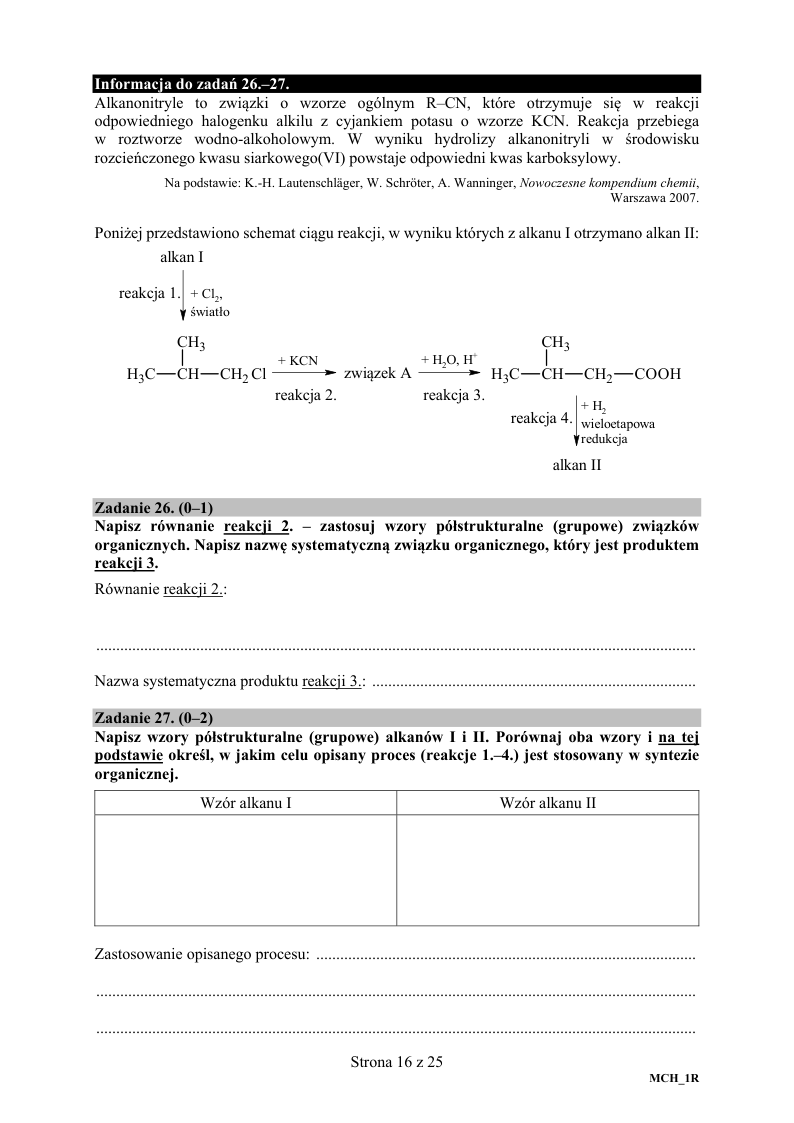 Informacja do zadań 26.–27.
Alkanonitryle to związki o wzorze ogólnym R–CN, które otrzymuje się w reakcji
odpowiedniego halogenku alkilu z cyjankiem potasu o wzorze KCN. Reakcja przebiega
w roztworze wodno-alkoholowym. W wyniku hydrolizy alkanonitryli w środowisku
rozcieńczonego kwasu siarkowego(VI) powstaje odpowiedni kwas karboksylowy.
Na podstawie: K.-H. Lautenschläger, W. Schröter, A. Wanninger, Nowoczesne kompendium chemii,
Warszawa 2007.
Poniżej przedstawiono schemat ciągu reakcji, w wyniku których z alkanu I otrzymano alkan II:
alkan I
reakcja 1. + Cl2,
światło
CH3 CH3
H3C CH CH2 Cl + KCN związek A + H2O, H+ H3C CH CH2 COOH
reakcja 2. reakcja 3.
reakcja 4. + H2
wieloetapowa
redukcja
alkan II
Zadanie 26. (0–1)
Napisz równanie reakcji 2. – zastosuj wzory półstrukturalne (grupowe) związków
organicznych. Napisz nazwę systematyczną związku organicznego, który jest produktem
reakcji 3.
Równanie reakcji 2.:
......................................................................................................................................................
Nazwa systematyczna produktu reakcji 3.: .................................................................................
Zadanie 27. (0–2)
Napisz wzory półstrukturalne (grupowe) alkanów I i II. Porównaj oba wzory i na tej
podstawie określ, w jakim celu opisany proces (reakcje 1.–4.) jest stosowany w syntezie
organicznej.
Wzór alkanu I Wzór alkanu II
Zastosowanie opisanego procesu: ...............................................................................................
......................................................................................................................................................
......................................................................................................................................................
Strona 16 z 25
MCH_1R